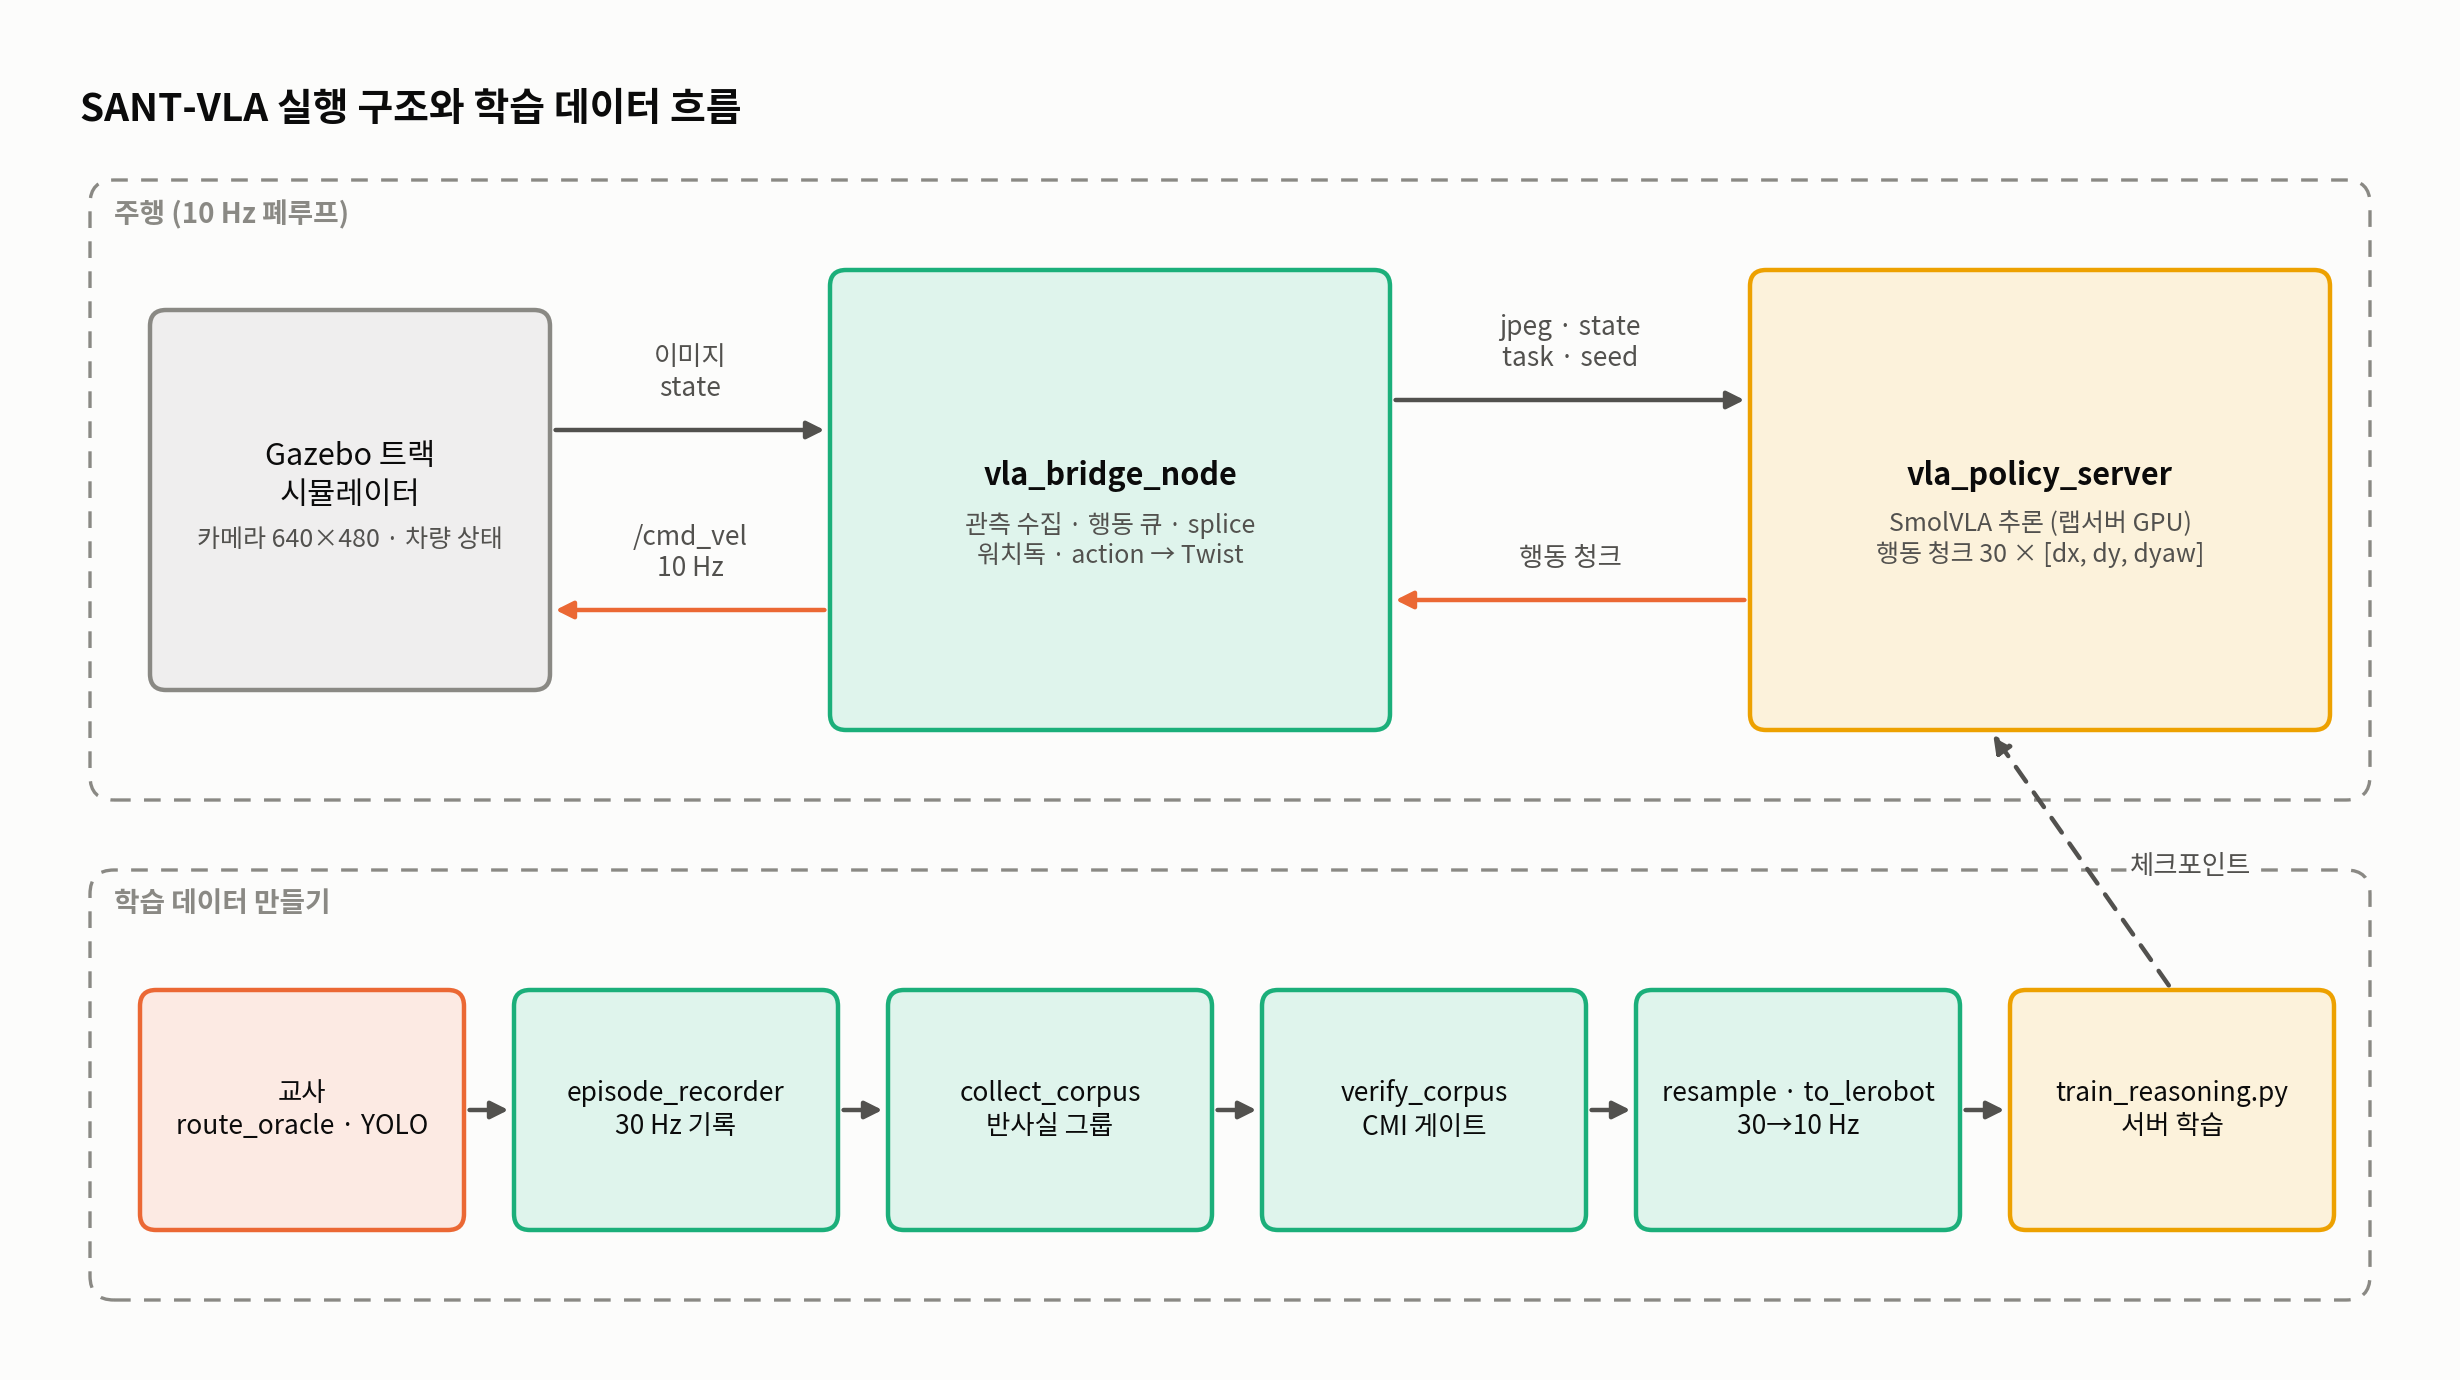 SANT-VLA 실행 구조와 학습 데이터 흐름
주행 (10 Hz 폐루프)
Gazebo 트랙
시뮬레이터
카메라 640×480 · 차량 상태
이미지
state
/cmd_vel
10 Hz
vla_bridge_node
관측 수집 · 행동 큐 · splice
워치독 · action → Twist
jpeg · state
task · seed
행동 청크
vla_policy_server
SmolVLA 추론 (랩서버 GPU)
행동 청크 30 × [dx, dy, dyaw]
체크포인트
학습 데이터 만들기
교사
route_oracle · YOLO
episode_recorder
30 Hz 기록
collect_corpus
반사실 그룹
verify_corpus
CMI 게이트
resample · to_lerobot
30→10 Hz
train_reasoning.py
서버 학습